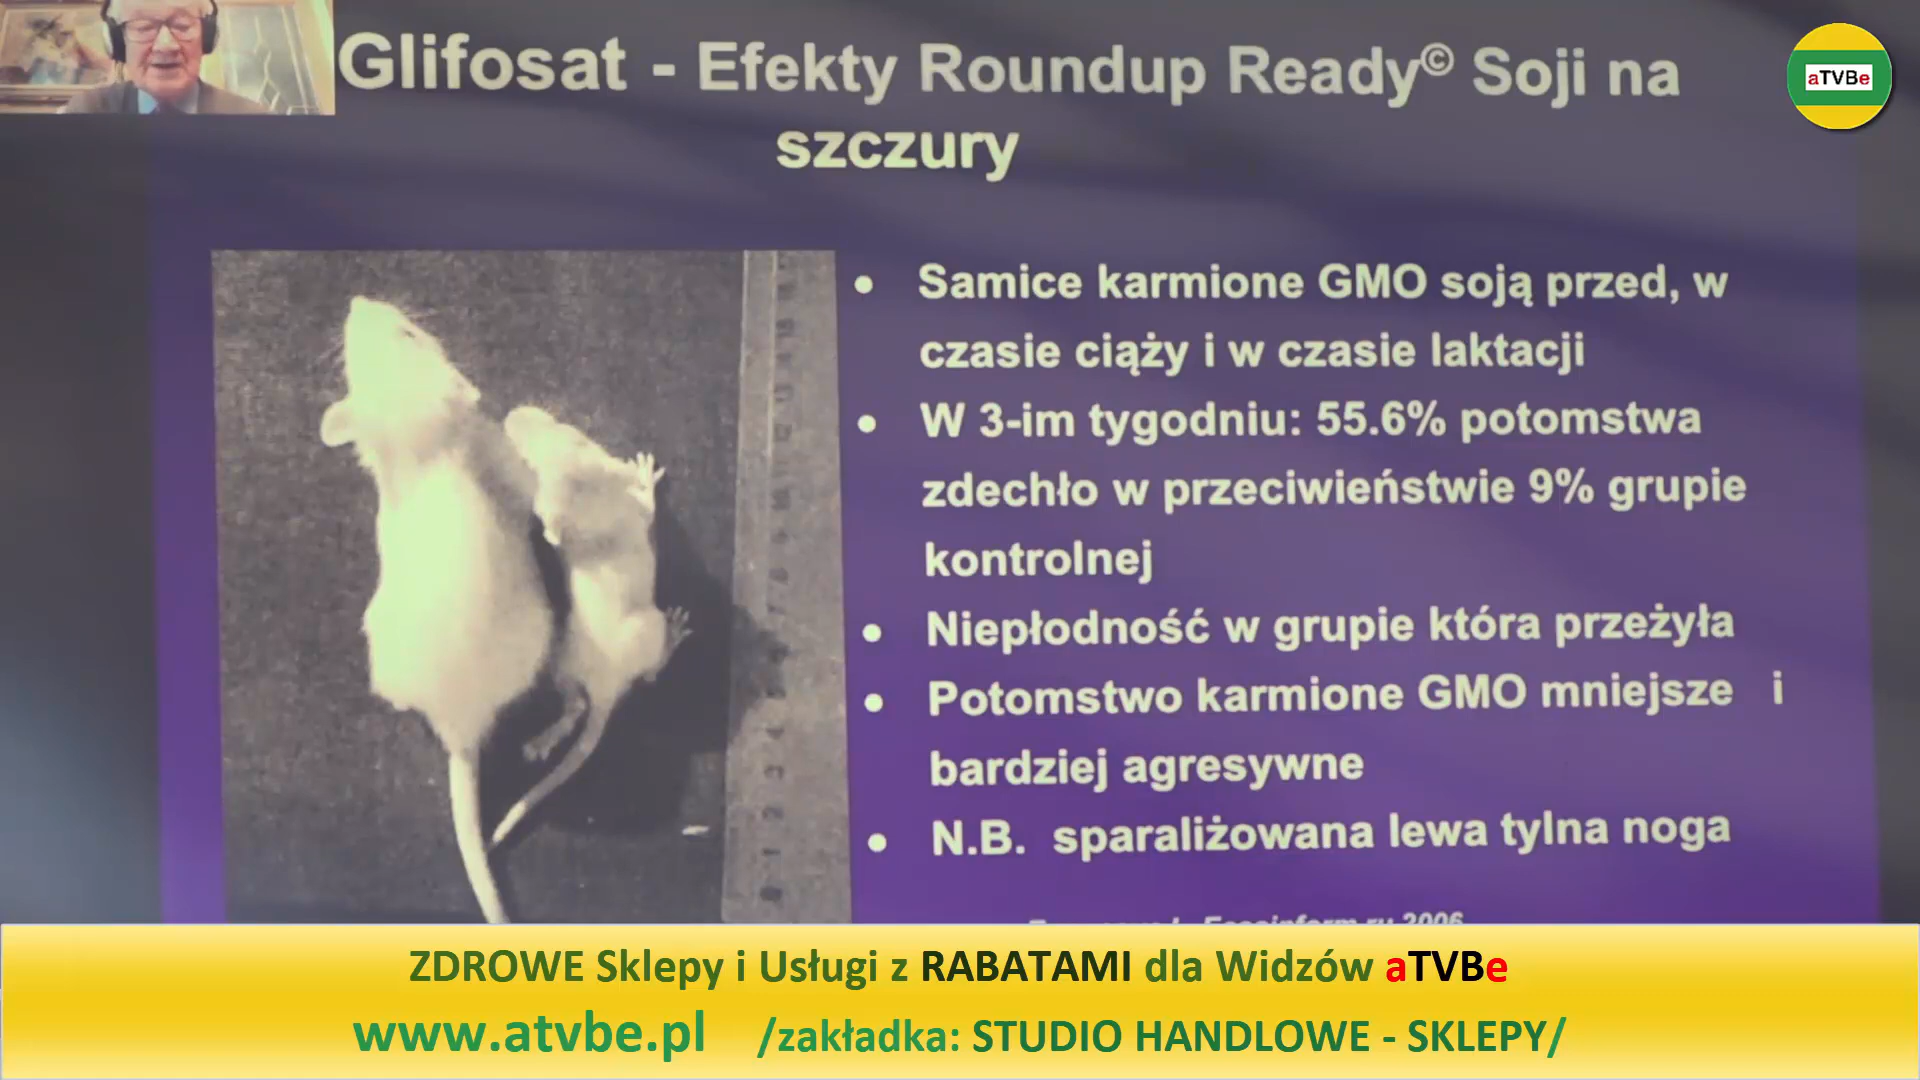 Glifosat - Efekty Roundup Ready© Soji na
szczury
aTVBe
• Samice karmione GMO soją przed, w
czasie ciąży i w czasie laktacji
• W 3-im tygodniu: 55.6% potomstwa
zdechło w przeciwieństwie 9% grupie
kontrolnej
• Niepłodność w grupie która przeżyła
• Potomstwo karmione GMO mniejsze i
bardziej agresywne
• N.B. sparaliżowana lewa tylna noga
2006
ZDROWE Sklepy i Usługi z RABATAMI dla Widzów aTVBe
www.atvbe.pl /zakładka: STUDIO HANDLOWE - SKLEPY/